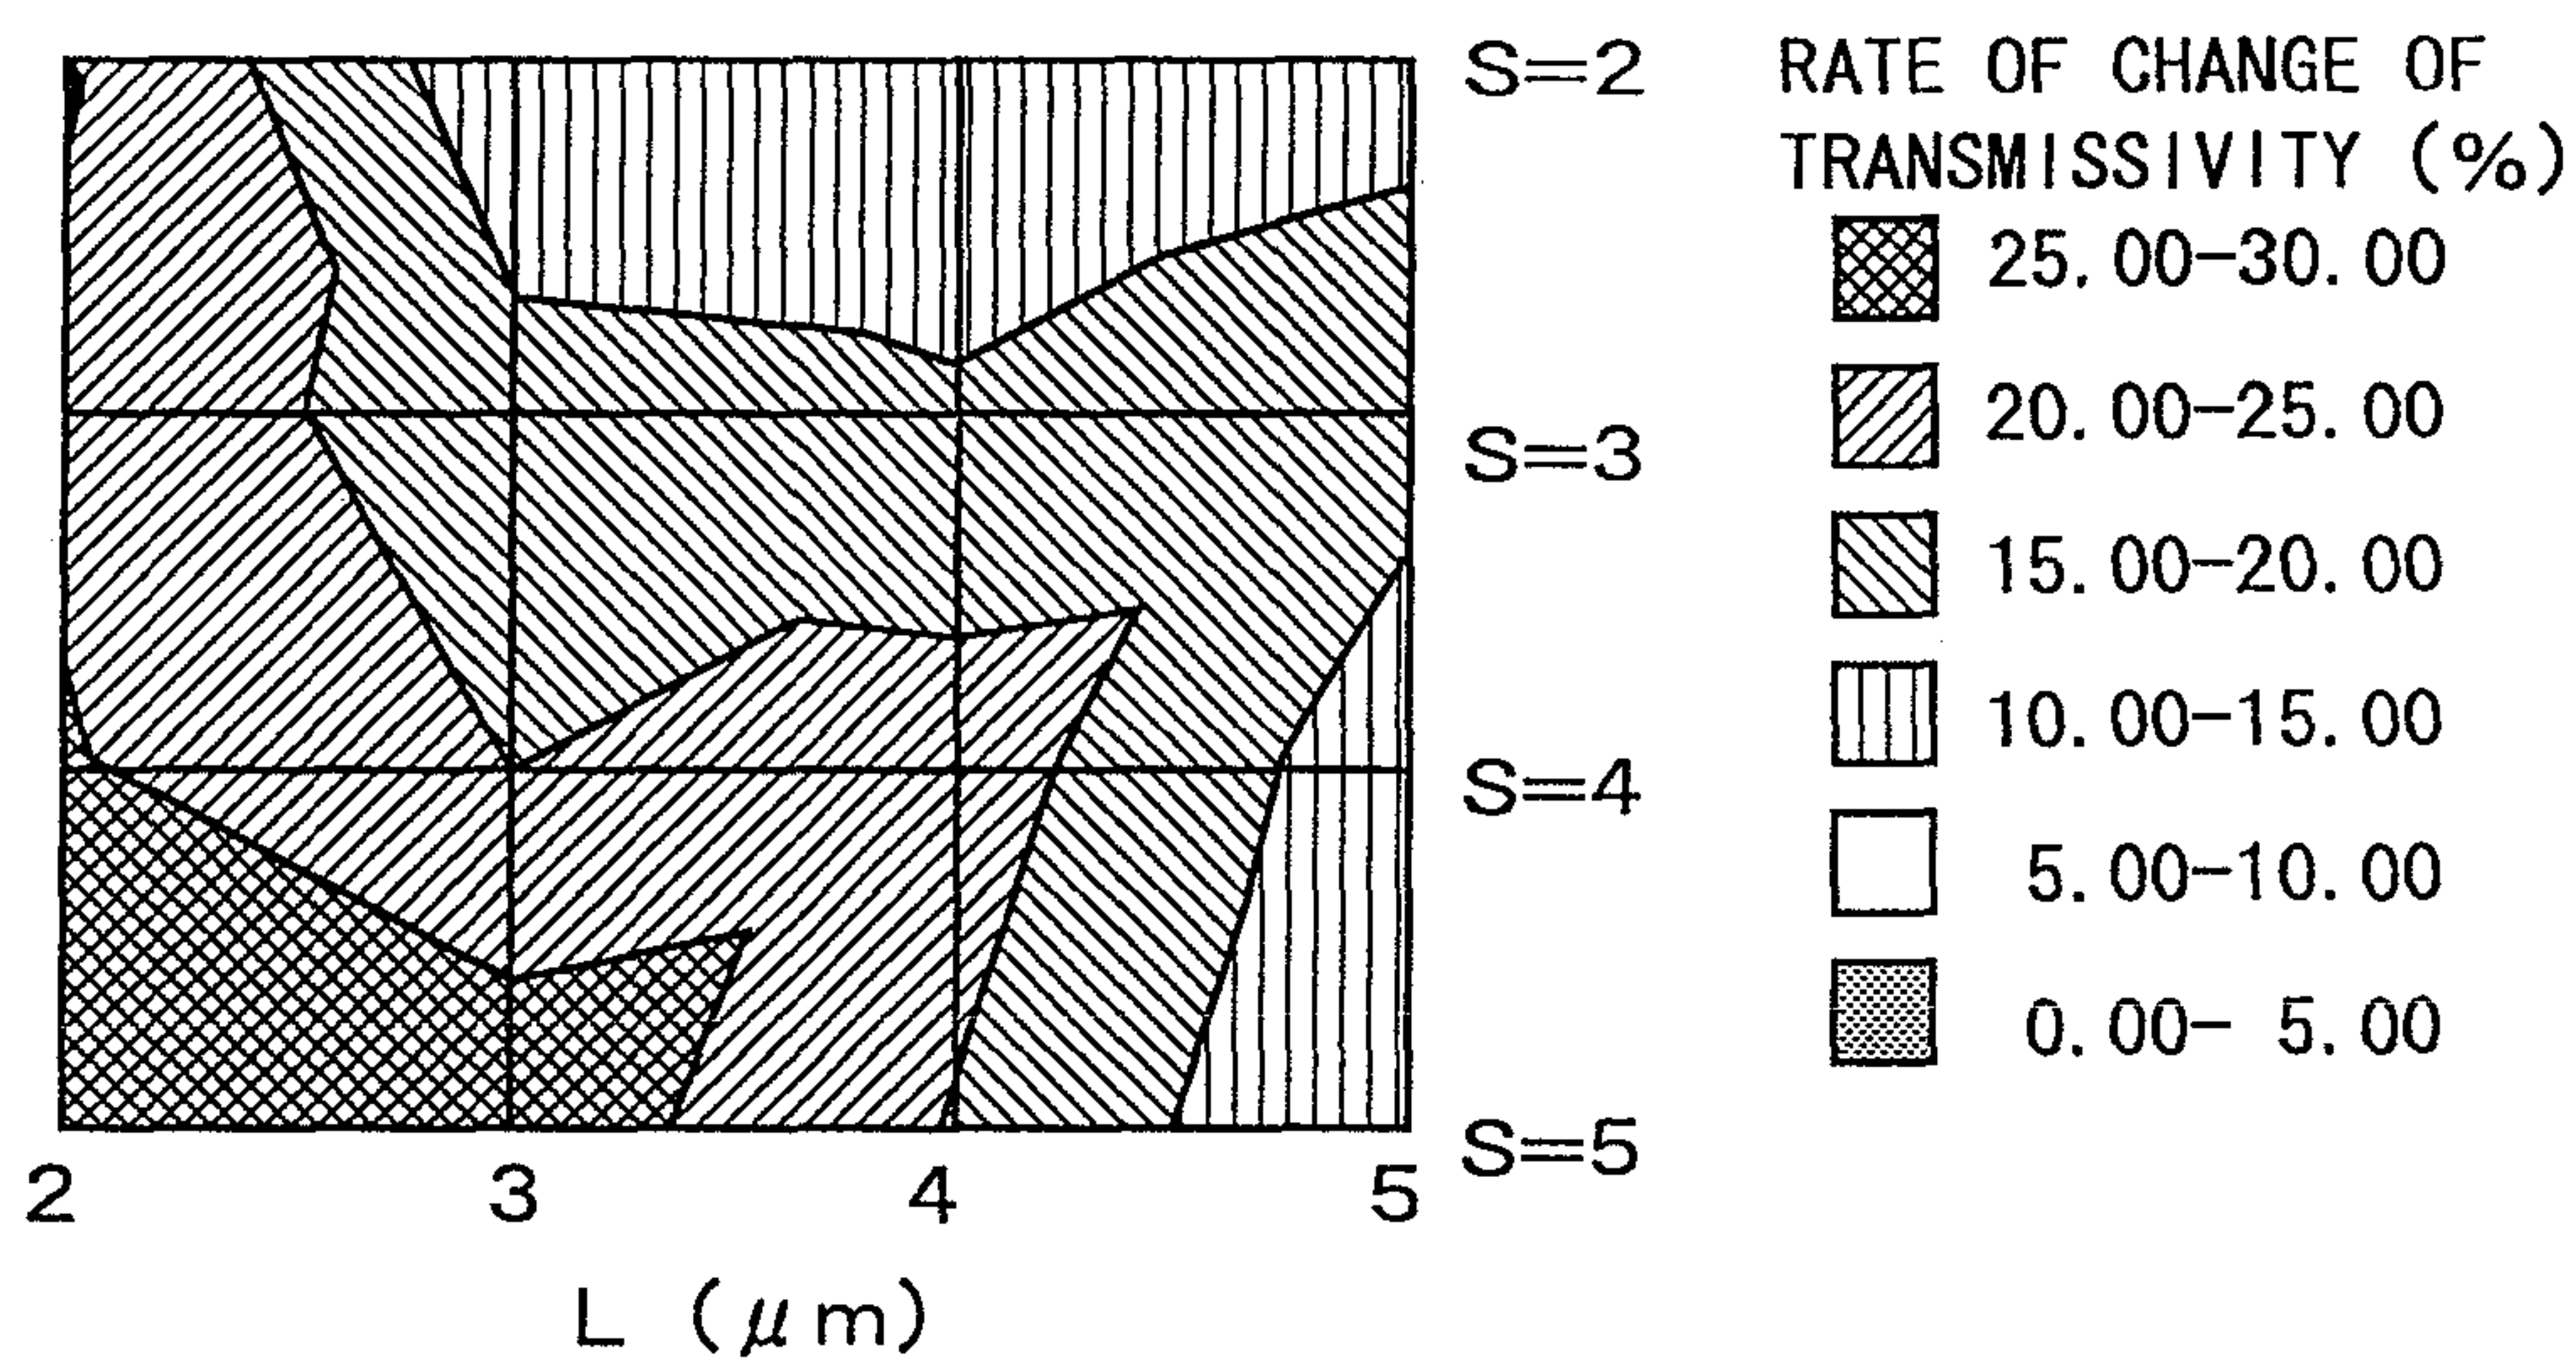 S=2
S=3
S=4
S=5
2 3 4 5
L (μm)
RATE OF CHANGE OF
TRANSMISSIVITY (%)
25.00-30.00
20.00-25.00
15.00-20.00
10.00-15.00
5.00-10.00
0.00- 5.00